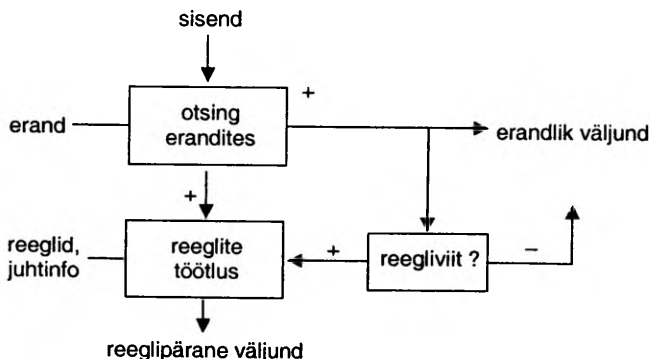 sisend
+
otsing
erandites
erand
erandlik väljund
+
reeglid,
juhtinfo
reeglite
töötlus
+
reegliviit ?
–
reeglipärane väljund